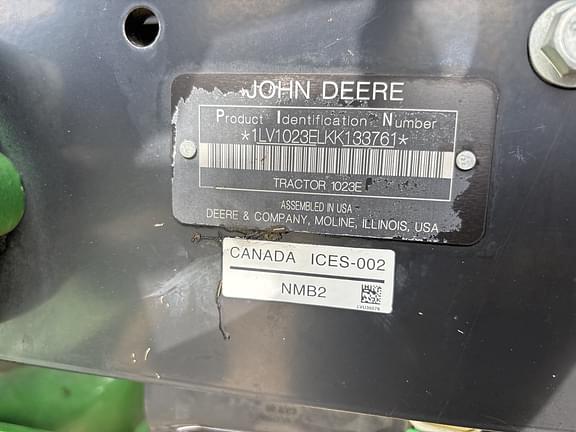 JOHN DEERE
Product Identification Number
*1LV1023ELKK133761*
TRACTOR 1023E
ASSEMBLED IN USA
DEERE & COMPANY, MOLINE, ILLINOIS, USA
CANADA ICES-002
NMB2